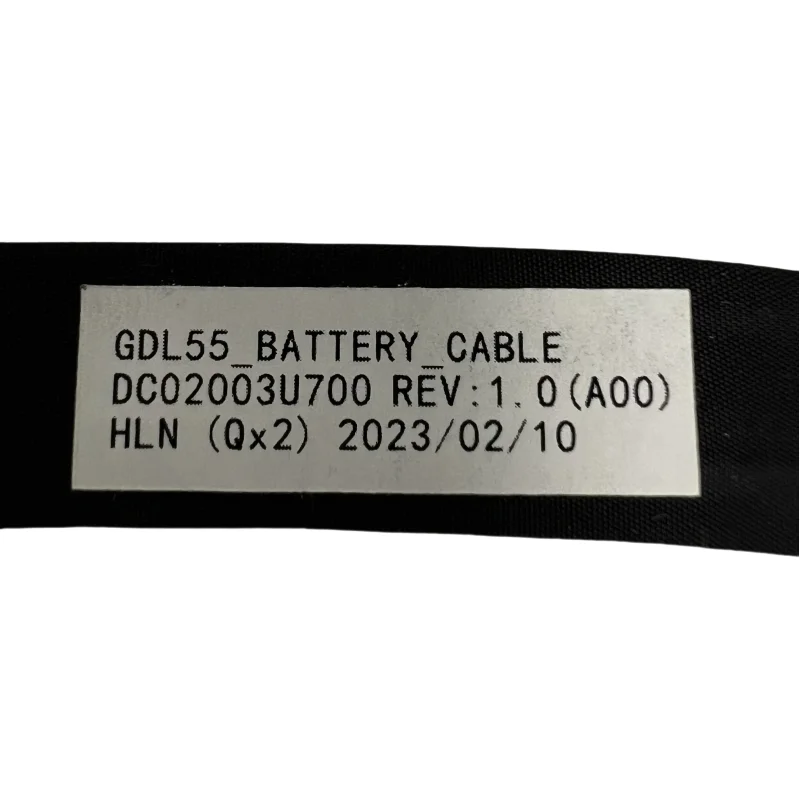 GDL55_BATTERY_CABLE
DC02003U700 REV:1.0(A00)
HLN (Qx2) 2023/02/10